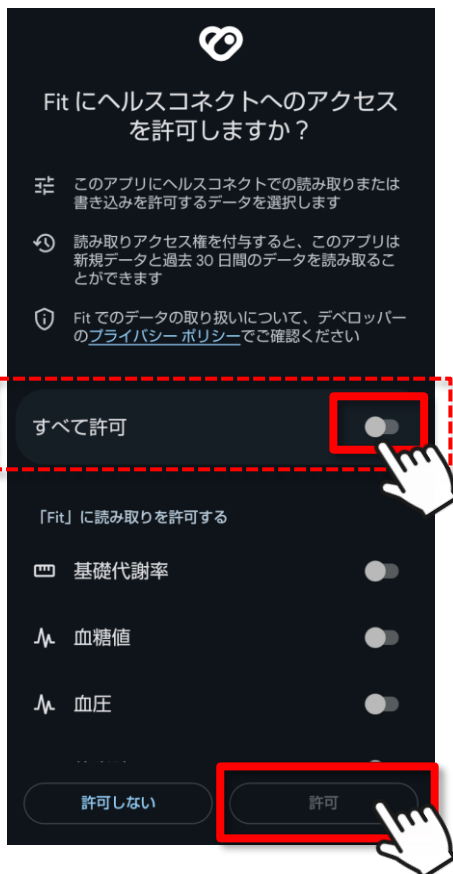 Fit にヘルスコネクトへのアクセス
を許可しますか？
このアプリにヘルスコネクトでの読み取りまたは
書き込みを許可するデータを選択します
読み取りアクセス権を付与すると、このアプリは
新規データと過去 30 日間のデータを読み取るこ
とができます
Fit でのデータの取り扱いについて、デベロッパー
のプライバシー ポリシーでご確認ください
すべて許可
「Fit」に読み取りを許可する
基礎代謝率
血糖値
血圧
許可しない
許可